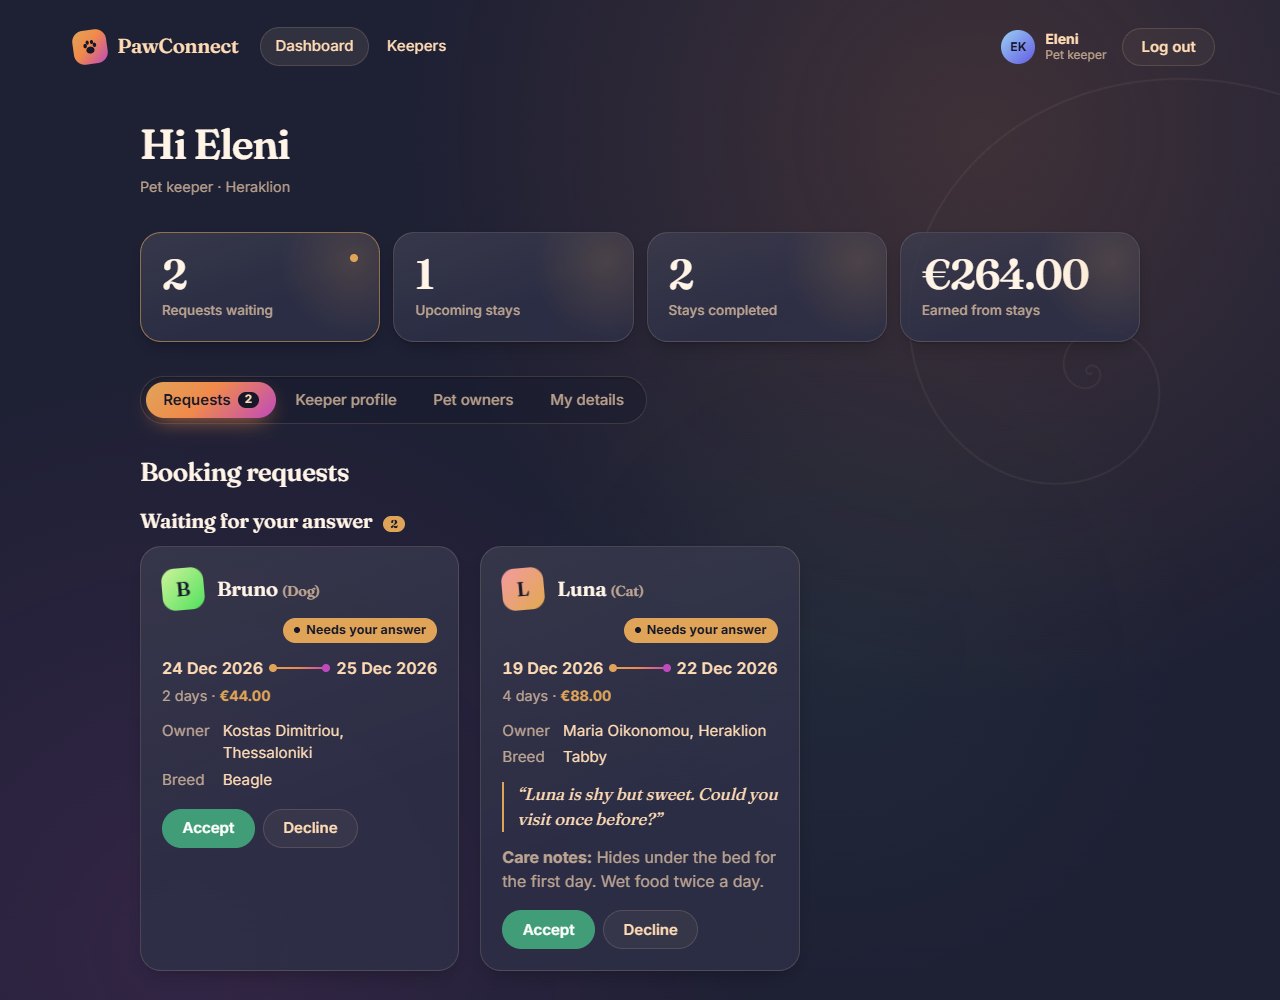 PawConnect Dashboard Keepers EK Eleni Log out
Pet keeper
Hi Eleni
Pet keeper · Heraklion
2 1 2 €264.00
Requests waiting Upcoming stays Stays completed Earned from stays
Requests 2 Keeper profile Pet owners My details
Booking requests
Waiting for your answer 2
B Bruno (Dog)
Needs your answer
24 Dec 2026 25 Dec 2026
2 days · €44.00
Owner Kostas Dimitriou,
Thessaloniki
Breed Beagle
Accept Decline
L Luna (Cat)
Needs your answer
19 Dec 2026 22 Dec 2026
4 days · €88.00
Owner Maria Oikonomou, Heraklion
Breed Tabby
“Luna is shy but sweet. Could you
visit once before?”
Care notes: Hides under the bed for
the first day. Wet food twice a day.
Accept Decline